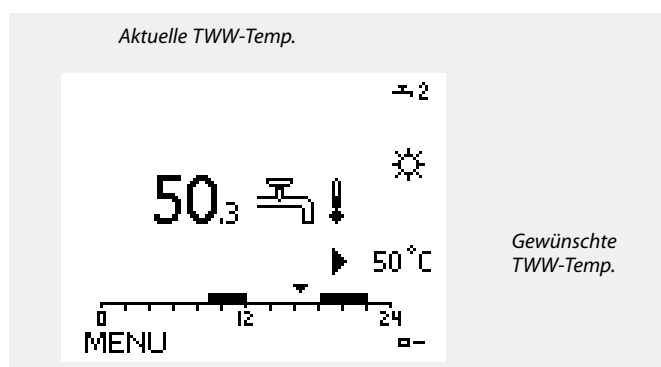 Aktuelle TWW-Temp.
2
50.3
50°C
Gewünschte
TWW-Temp.
0 12 24
MENU